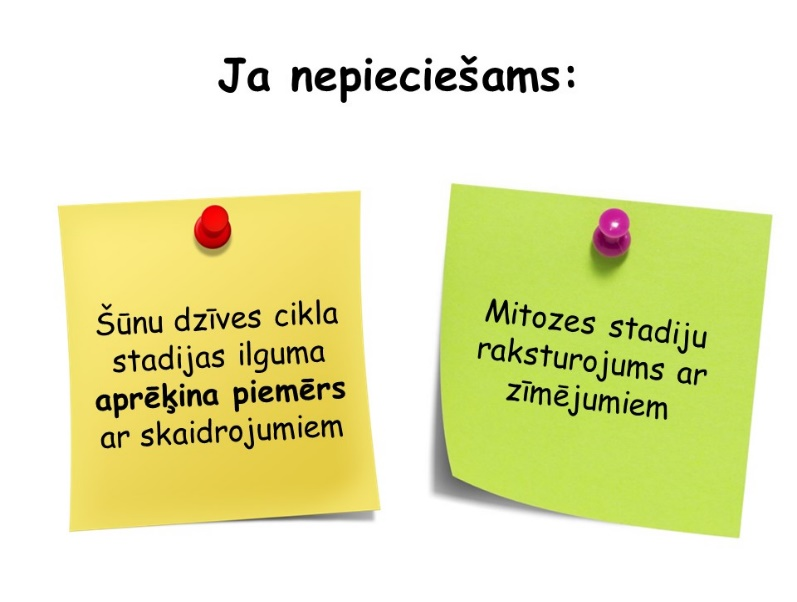 Ja nepieciešams:
Šūnu dzīves cikla
stadijas ilguma
aprēķina piemērs
ar skaidrojumiem
Mitozes stadiju
raksturojums ar
zīmējumiem